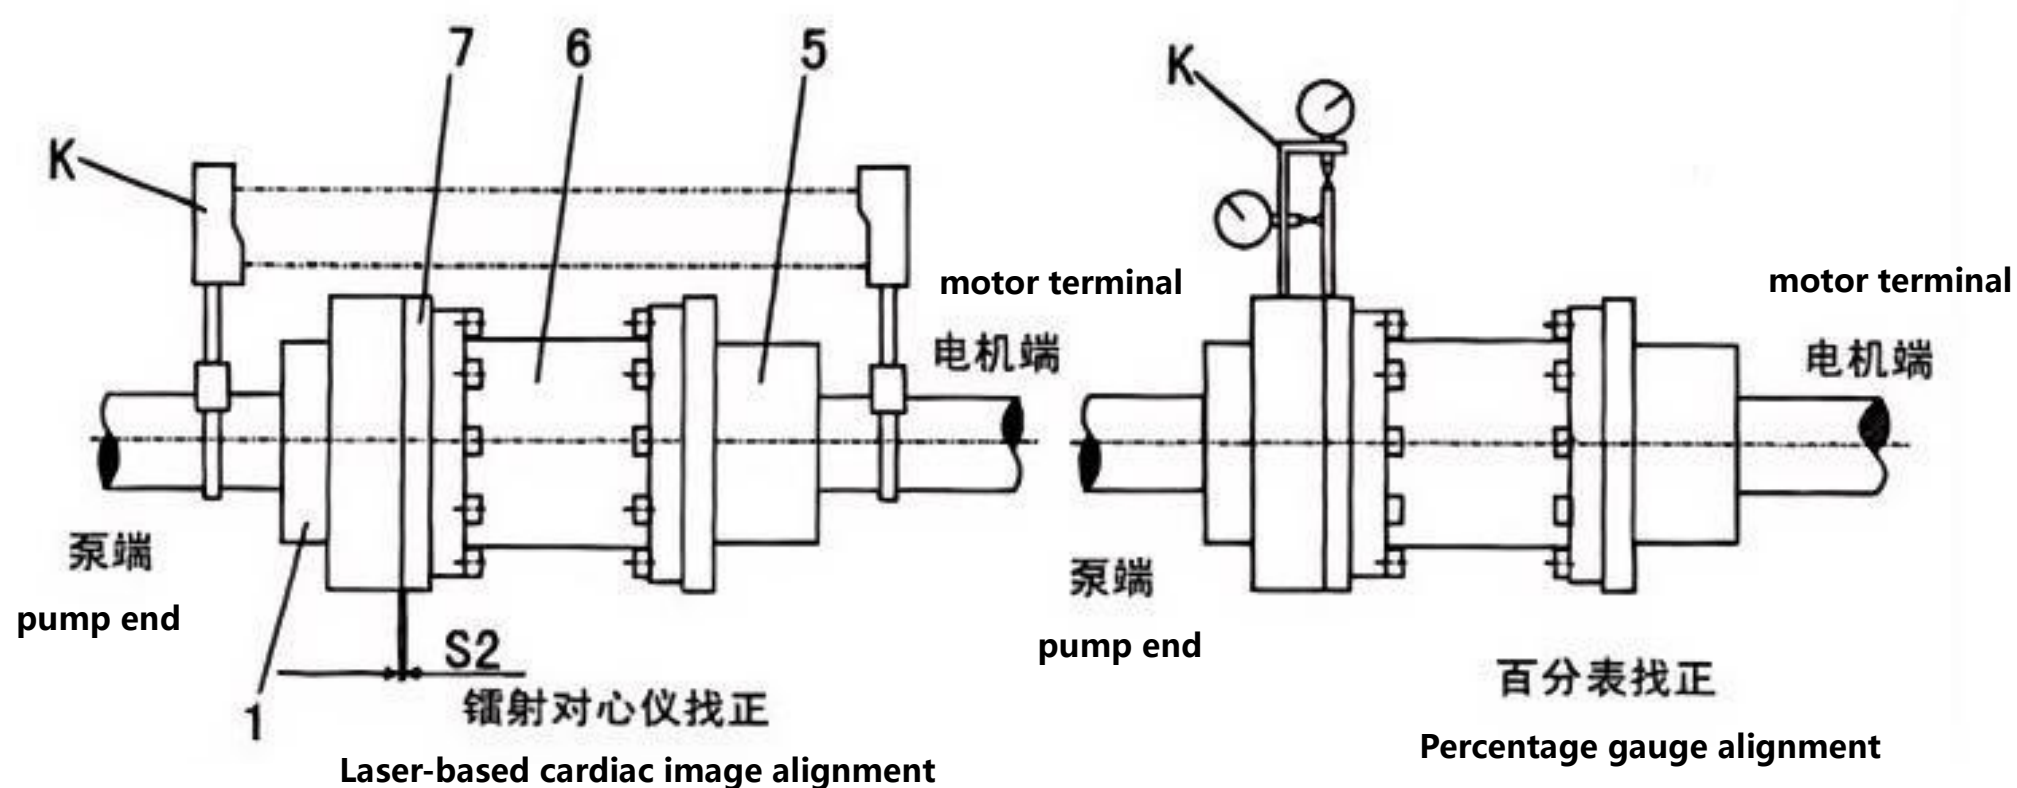 7
6
5
K
K
motor terminal
电机端
motor terminal
电机端
泵端
pump end
泵端
pump end
S2
1
镭射对心仪找正
Laser-based cardiac image alignment
百分表找正
Percentage gauge alignment